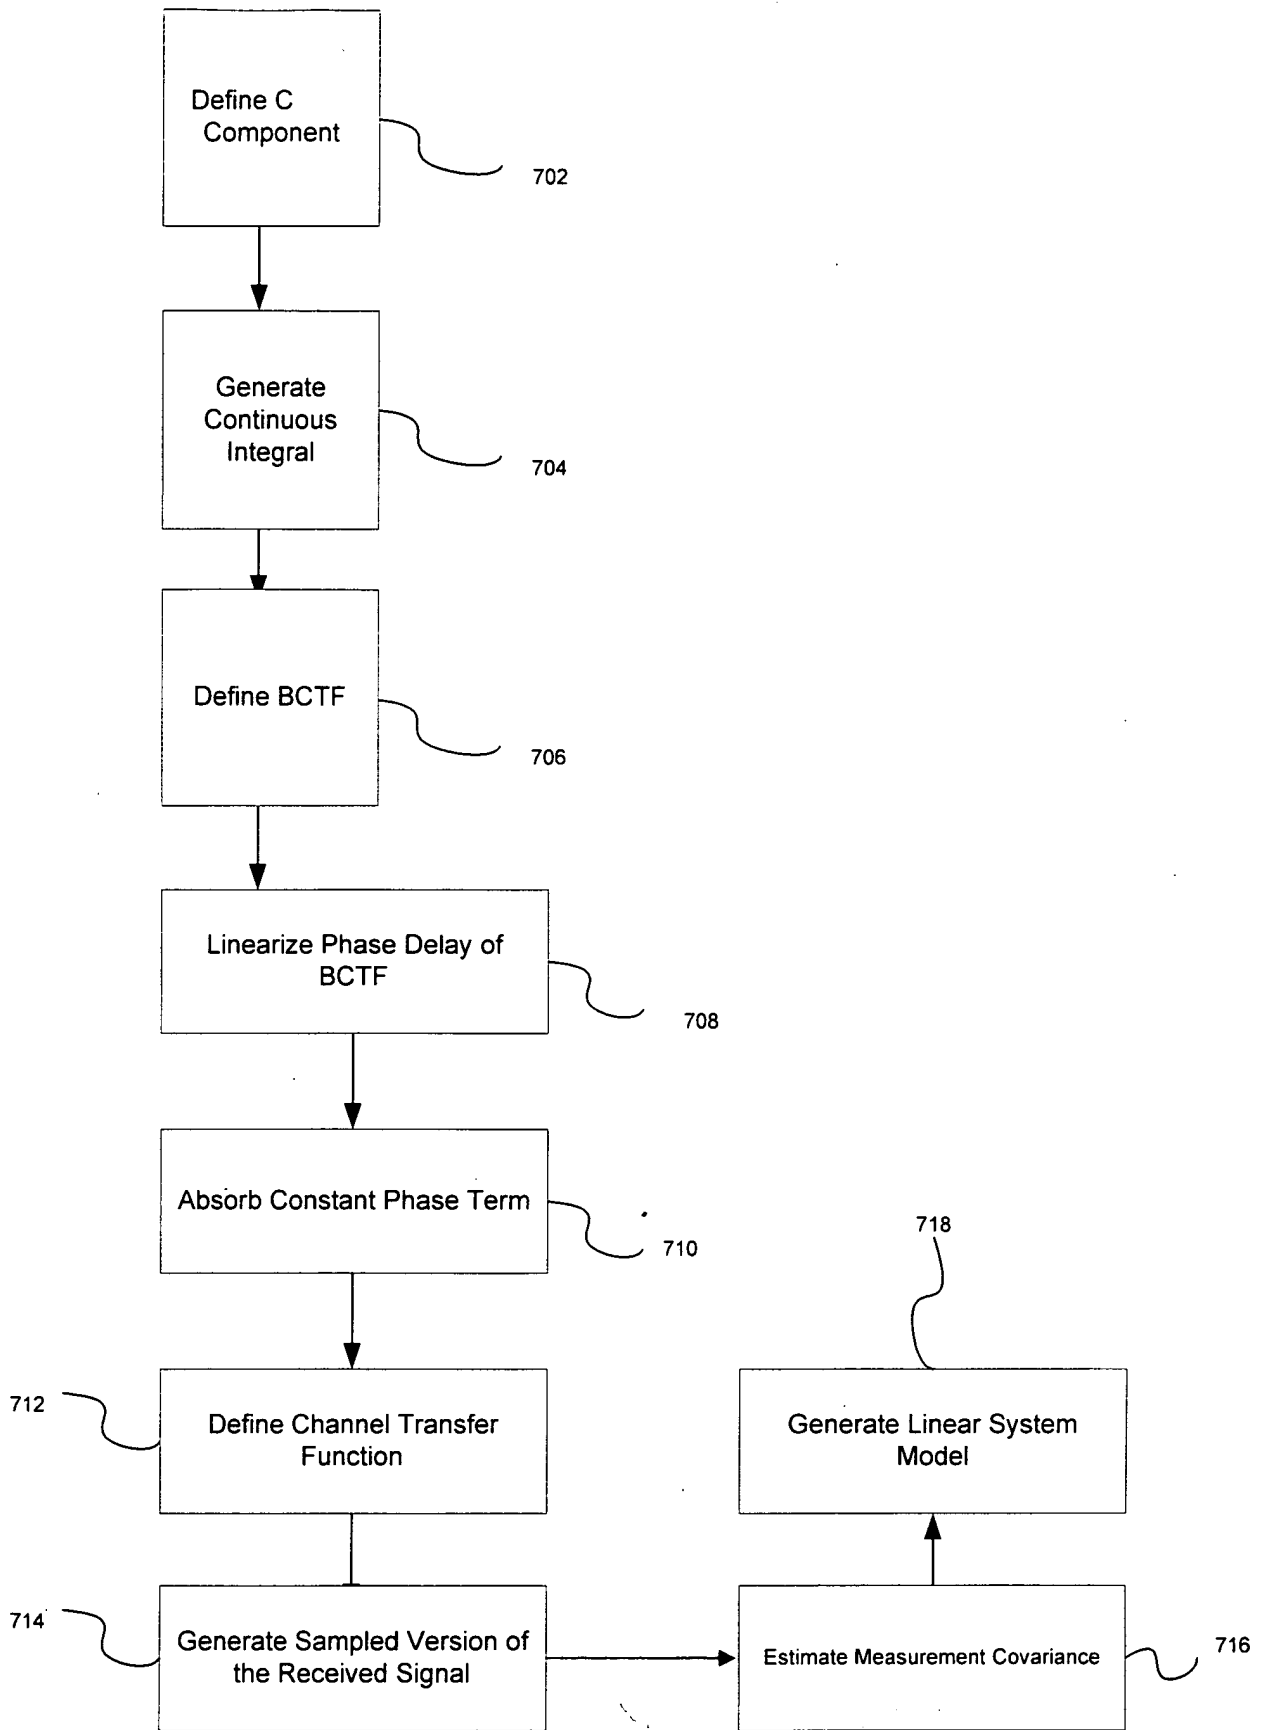 Define C
Component
702
Generate
Continuous
Integral
704
Define BCTF
706
Linearize Phase Delay of
BCTF
708
Absorb Constant Phase Term
710
718
712
Define Channel Transfer
Function
Generate Linear System
Model
714
Generate Sampled Version of
the Received Signal
Estimate Measurement Covariance
716